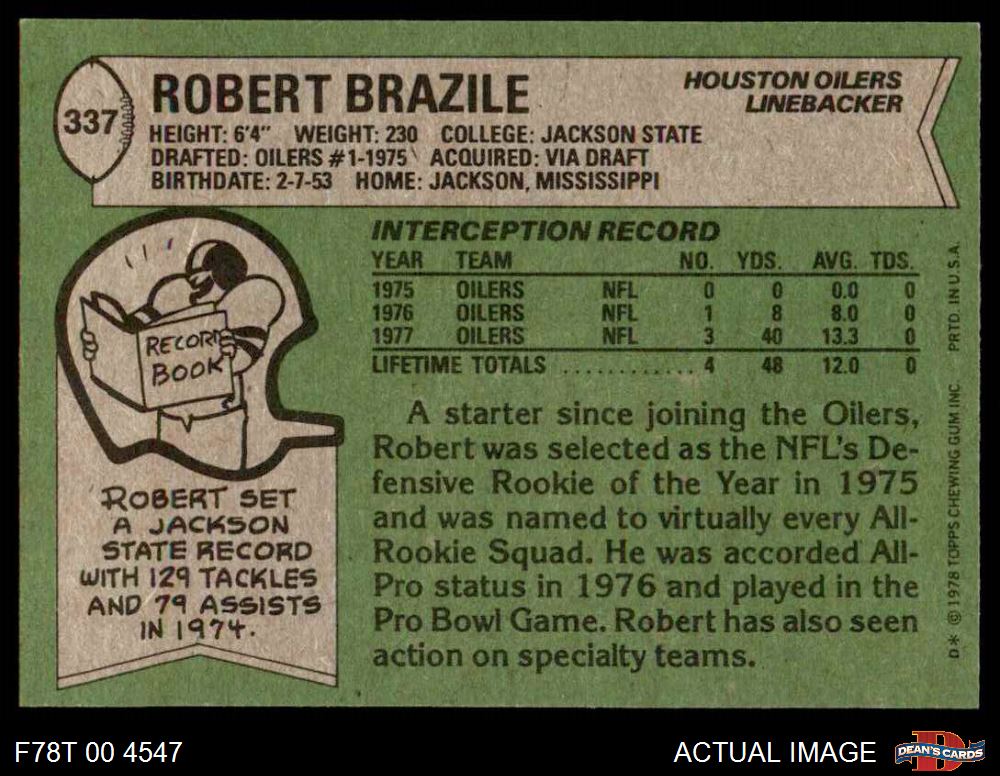 337
ROBERT BRAZILE
HOUSTON OILERS
LINEBACKER
HEIGHT: 6'4" WEIGHT: 230 COLLEGE: JACKSON STATE
DRAFTED: OILERS #1-1975 ACQUIRED: VIA DRAFT
BIRTHDATE: 2-7-53 HOME: JACKSON, MISSISSIPPI
RECORD
BOOK
ROBERT SET
A JACKSON
STATE RECORD
WITH 129 TACKLES
AND 79 ASSISTS
IN 1974.
INTERCEPTION RECORD
YEAR TEAM NO. YDS. AVG. TDS.
1975 OILERS NFL 0 0 0.0 0
1976 OILERS NFL 1 8 8.0 0
1977 OILERS NFL 3 40 13.3 0
LIFETIME TOTALS ............ 4 48 12.0 0
A starter since joining the Oilers,
Robert was selected as the NFL's De-
fensive Rookie of the Year in 1975
and was named to virtually every All-
Rookie Squad. He was accorded All-
Pro status in 1976 and played in the
Pro Bowl Game. Robert has also seen
action on specialty teams.
D* © 1978 TOPPS CHEWING GUM INC. PRTD. IN U.S.A.
F78T 00 4547
ACTUAL IMAGE
DEAN'S CARDS